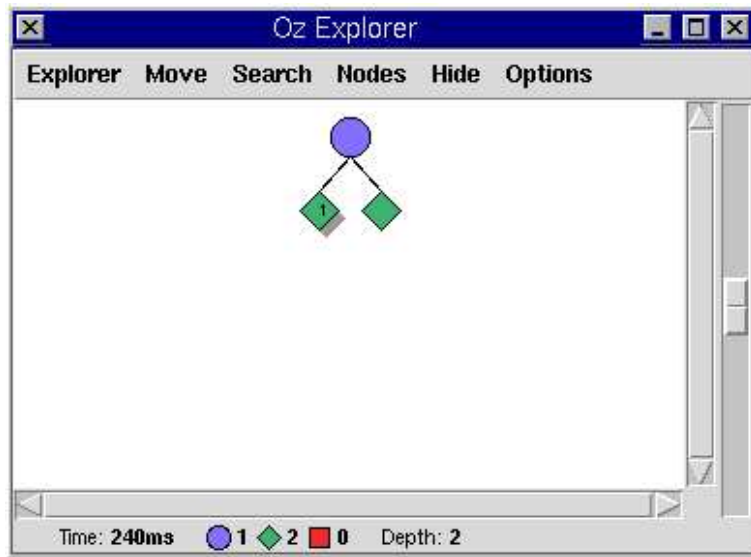 Oz Explorer
Explorer Move Search Nodes Hide Options
1
Time: 240ms 1 2 0 Depth: 2